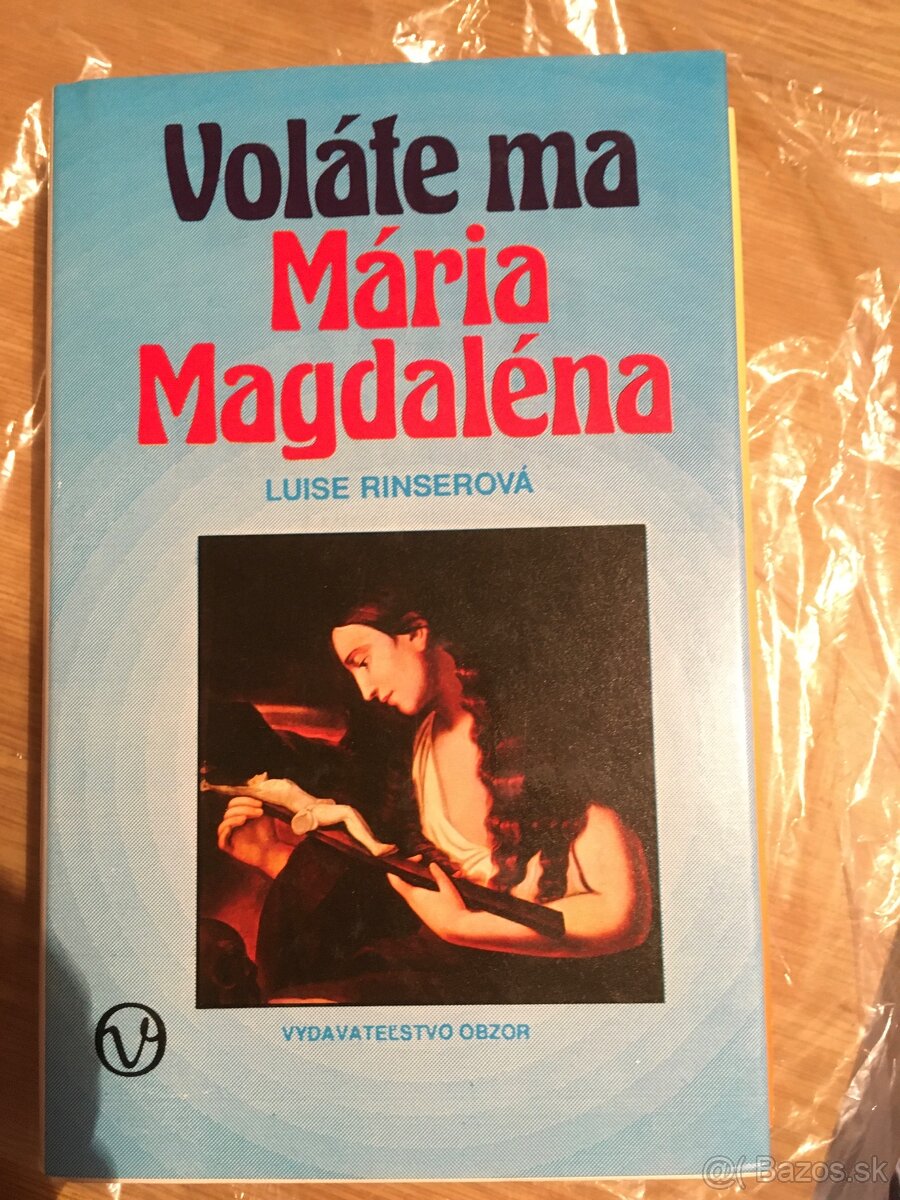 Voláte ma
Mária
Magdaléna
LUISE RINSEROVÁ
V
VYDAVATEĽSTVO OBZOR
@( Bazos.sk